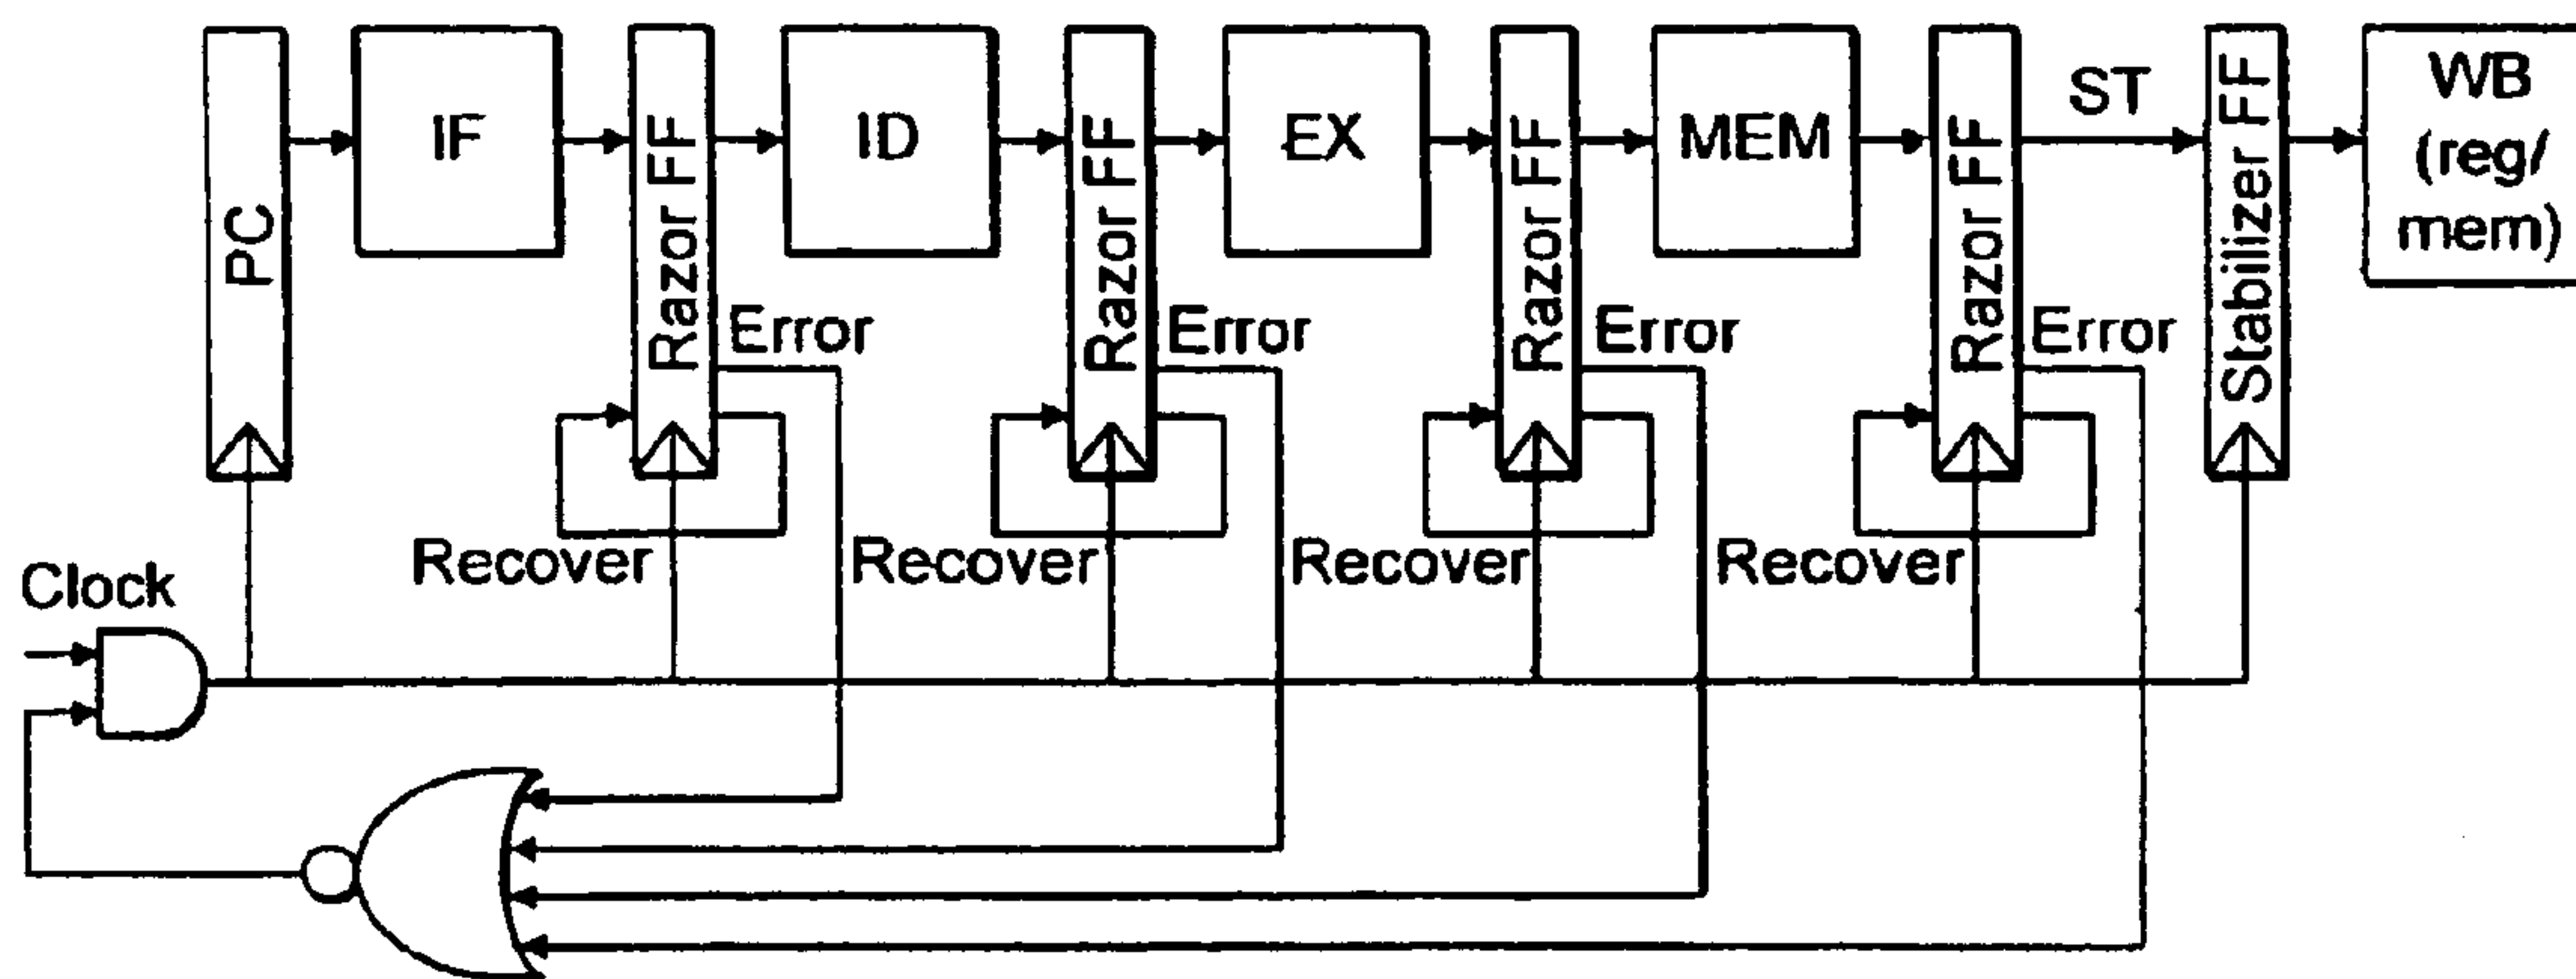 PC
IF
Razor FF
ID
Razor FF
EX
Razor FF
MEM
Razor FF
ST
Stabilizer FF
WB
(reg/
mem)
Error
Error
Error
Error
Recover
Recover
Recover
Recover
Clock